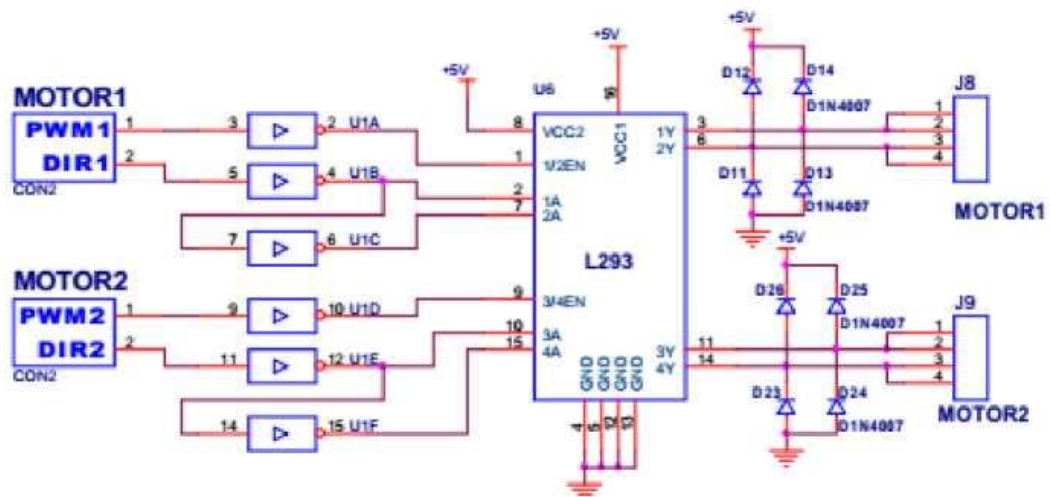 MOTOR1
PWM1 1
DIR1 2
CON2
3 2 U1A
5 4 U1B
7 6 U1C
MOTOR2
PWM2 1
DIR2 2
CON2
9 10 U1D
11 12 U1E
14 15 U1F
+5V
+5V
U6
16
8 VCC2
VCC1
1 1/2EN
2 1A
7 2A
L293
9 3/4EN
10 3A
15 4A
GND GND GND GND
4 5 12 13
1Y 3
2Y 6
3Y 11
4Y 14
+5V
D12 D14
D1N4007
D11 D13
D1N4007
J8
1
2
3
4
MOTOR1
+5V
D26 D25
D1N4007
D23 D24
D1N4007
J9
1
2
3
4
MOTOR2